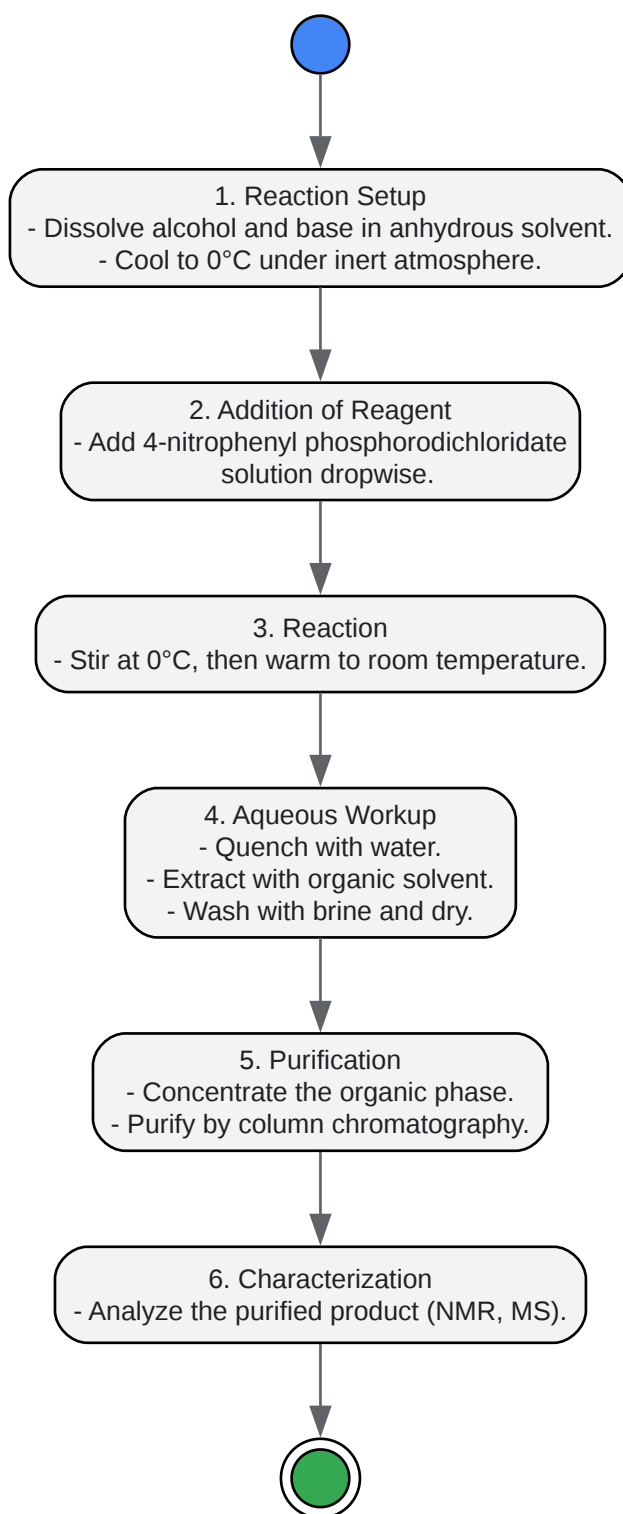 1. Reaction Setup
- Dissolve alcohol and base in anhydrous solvent.
- Cool to 0°C under inert atmosphere.
2. Addition of Reagent
- Add 4-nitrophenyl phosphorodichloridate
solution dropwise.
3. Reaction
- Stir at 0°C, then warm to room temperature.
4. Aqueous Workup
- Quench with water.
- Extract with organic solvent.
- Wash with brine and dry.
5. Purification
- Concentrate the organic phase.
- Purify by column chromatography.
6. Characterization
- Analyze the purified product (NMR, MS).